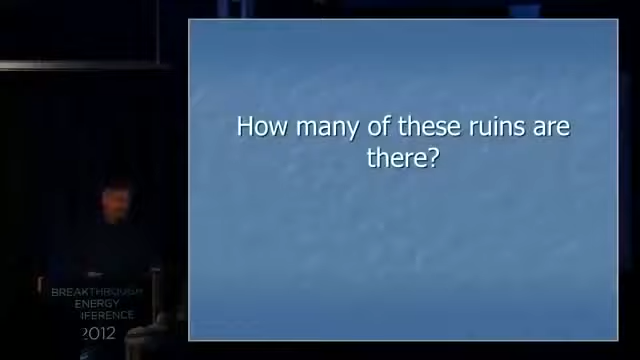 How many of these ruins are
there?
BREAKTHROUGH
ENERGY
2012